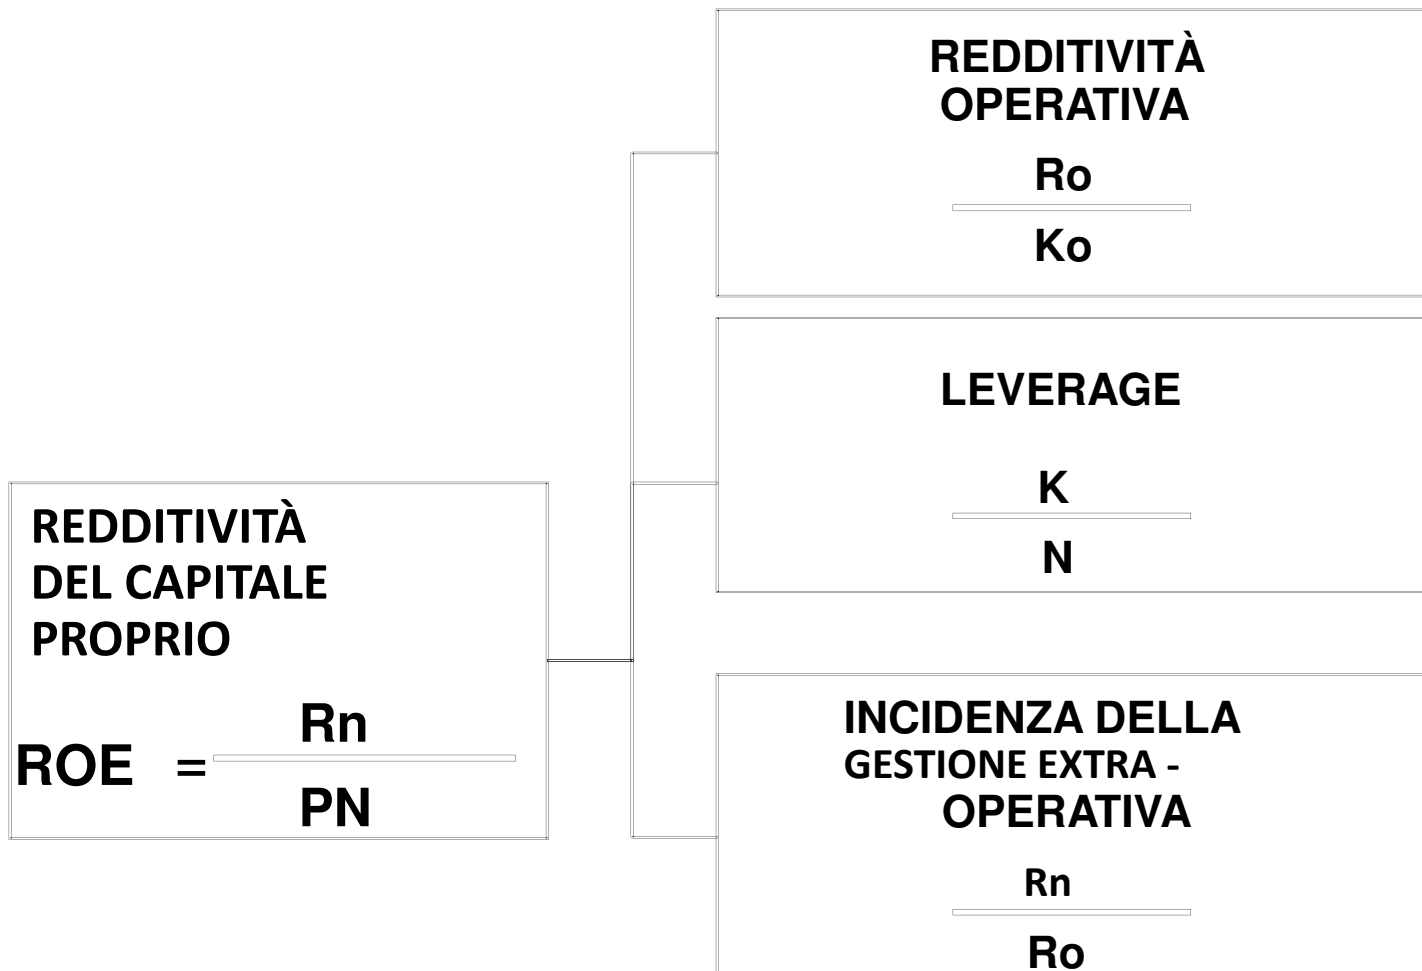 REDDITIVITÀ
OPERATIVA
Ro
Ko
LEVERAGE
K
N
REDDITIVITÀ
DEL CAPITALE
PROPRIO
ROE = Rn
PN
INCIDENZA DELLA
GESTIONE EXTRA -
OPERATIVA
Rn
Ro